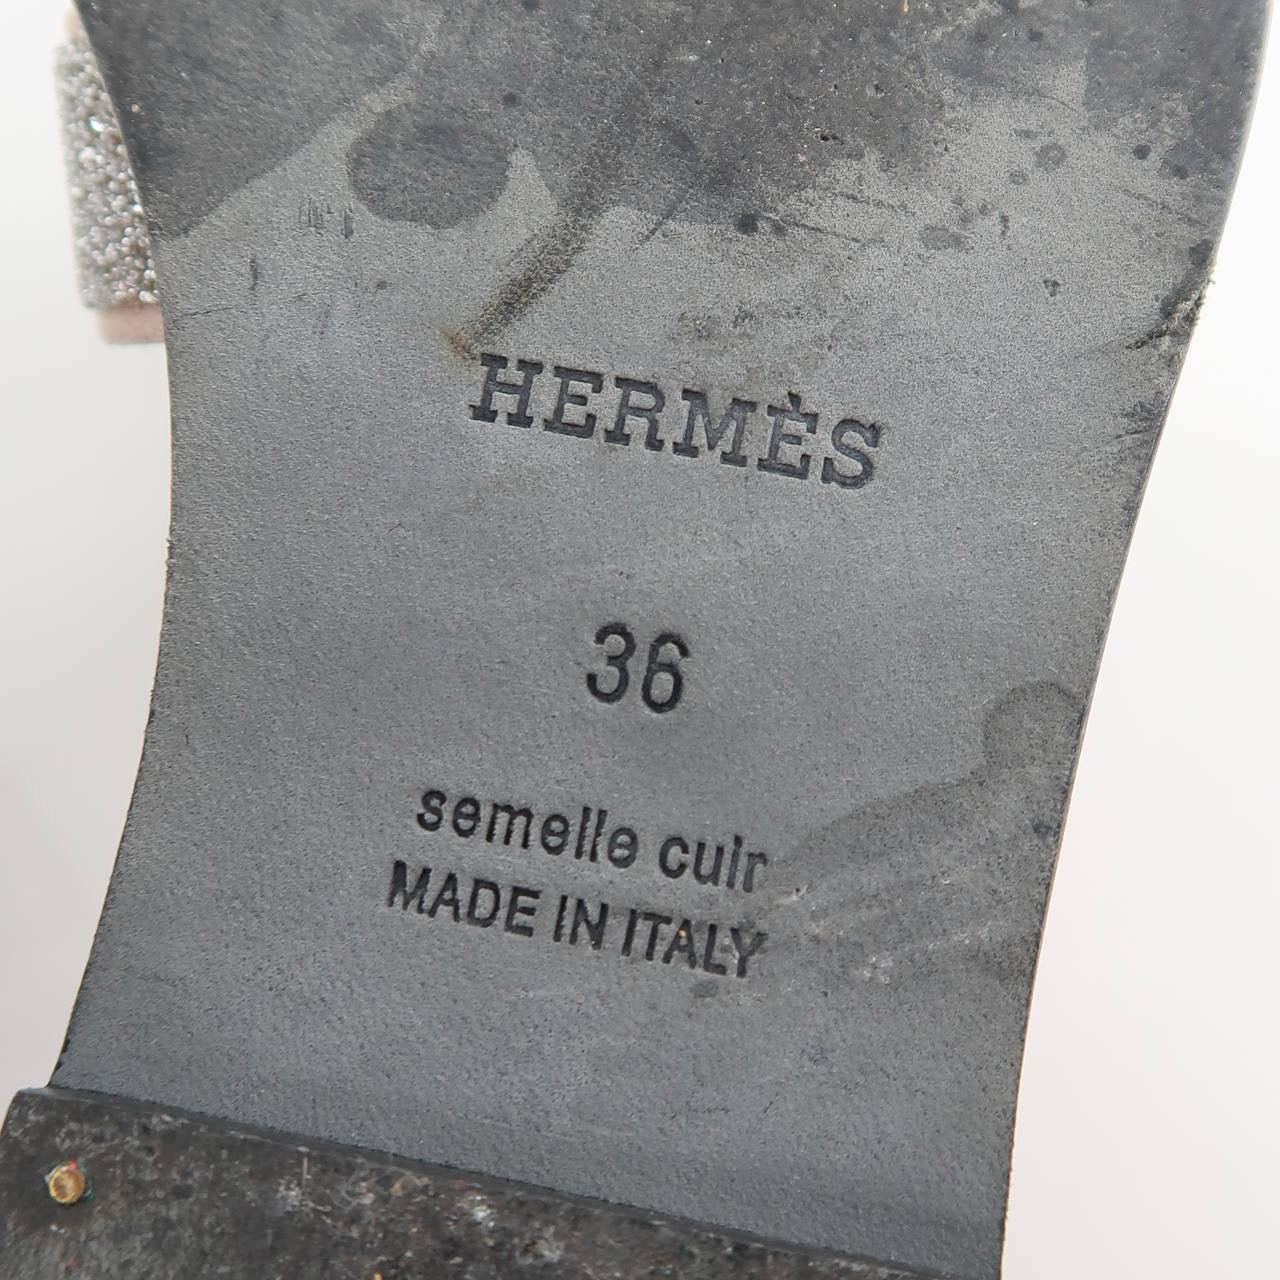 HERMÈS
36
semelle cuir
MADE IN ITALY